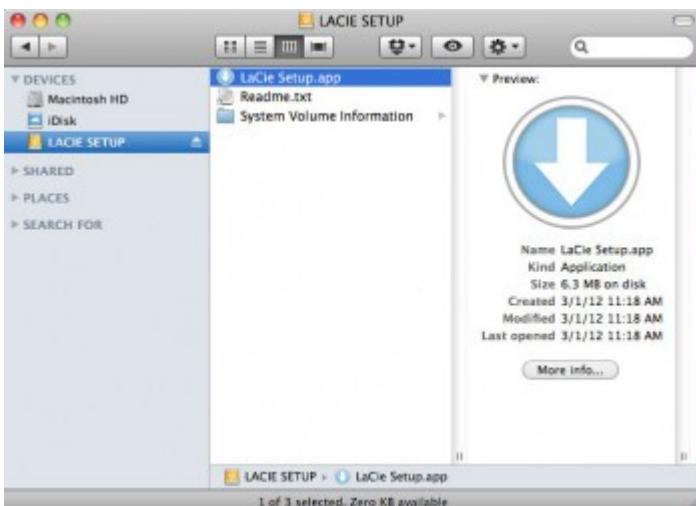 LACIE SETUP
DEVICES
Macintosh HD
iDisk
LACIE SETUP
SHARED
PLACES
SEARCH FOR
LaCie Setup.app
Readme.txt
System Volume Information
Preview:
Name LaCie Setup.app
Kind Application
Size 6.3 MB on disk
Created 3/1/12 11:18 AM
Modified 3/1/12 11:18 AM
Last opened 3/1/12 11:18 AM
More info...
LACIE SETUP LaCie Setup.app
1 of 3 selected, Zero KB available